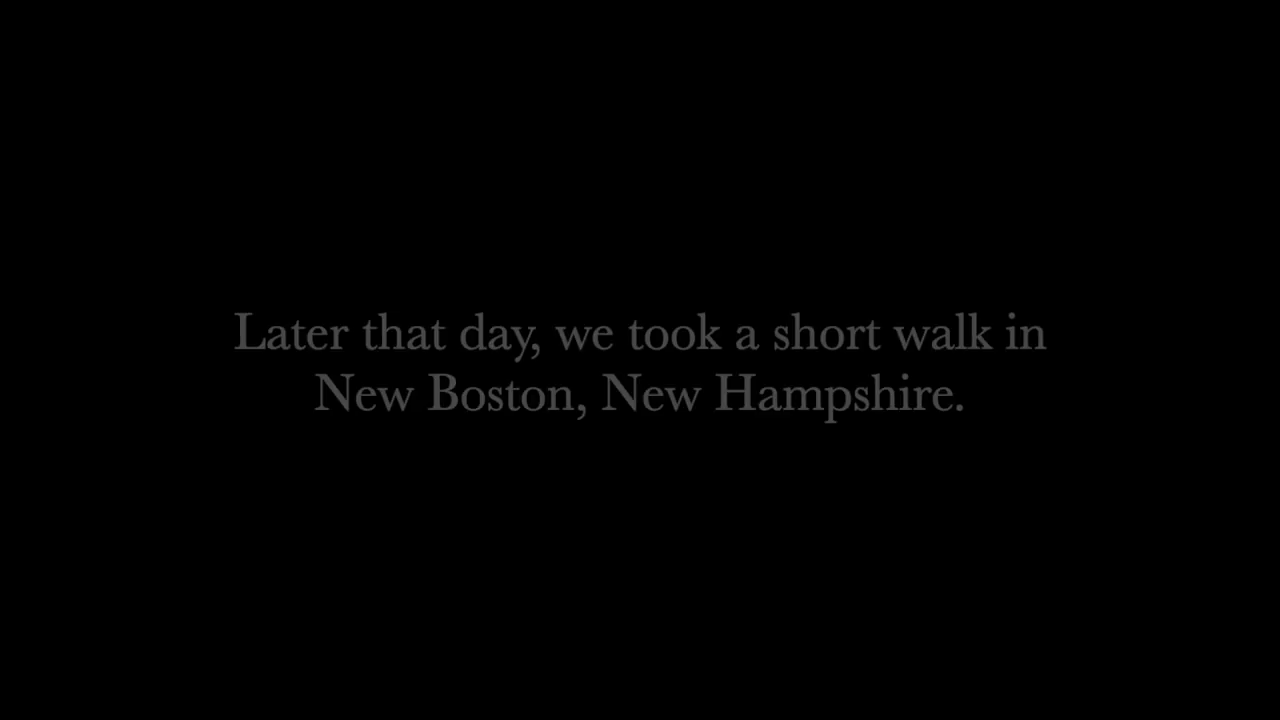 Later that day, we took a short walk in
New Boston, New Hampshire.